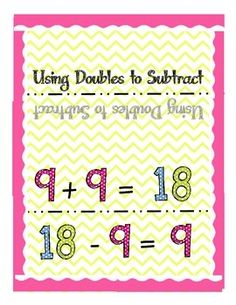 Using Doubles to Subtract
Using Doubles to Subtract
9 + 9 = 18
18 - 9 = 9